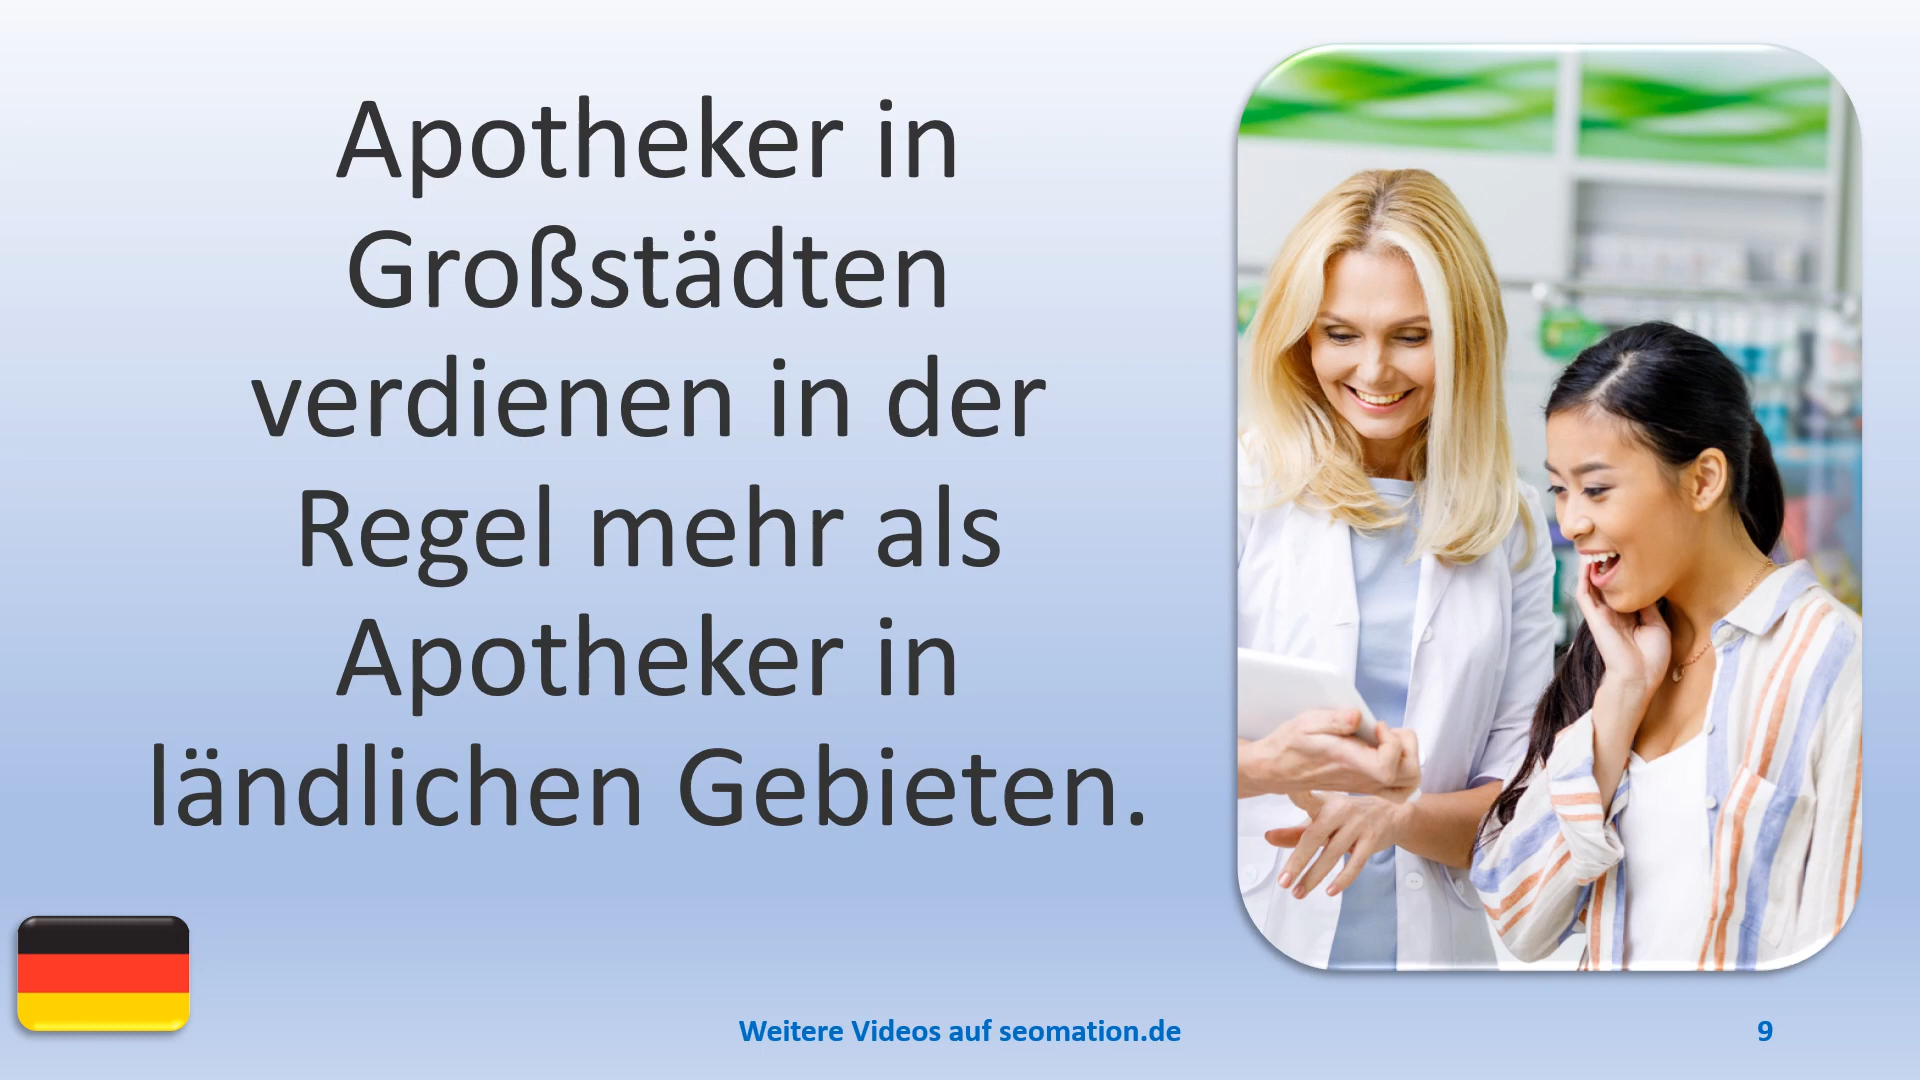 Apotheker in
Großstädten
verdienen in der
Regel mehr als
Apotheker in
ländlichen Gebieten.
Weitere Videos auf seomation.de
9